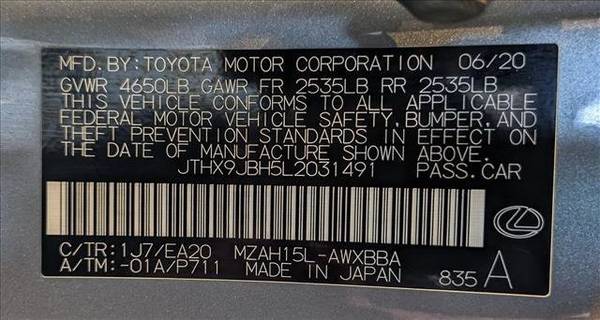 MFD. BY: TOYOTA MOTOR CORPORATION 06/20
GVWR 4650LB GAWR FR 2535LB RR 2535LB
THIS VEHICLE CONFORMS TO ALL APPLICABLE
FEDERAL MOTOR VEHICLE SAFETY, BUMPER, AND
THEFT PREVENTION STANDARDS IN EFFECT ON
THE DATE OF MANUFACTURE SHOWN ABOVE.
JTHX9JBH5L2031491 PASS. CAR
C/TR: 1J7/EA20 MZAH15L-AWXBBA
A/TM: -01A/P711 MADE IN JAPAN 835 A